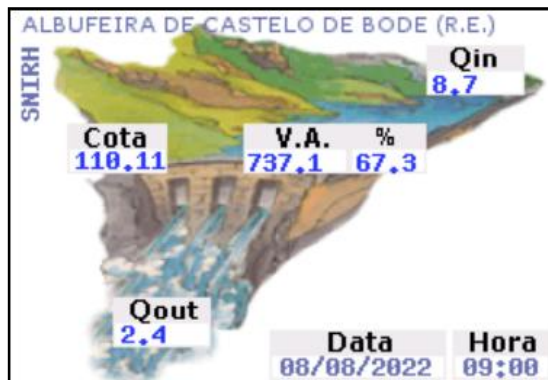 ALBUFEIRA DE CASTELO DE BODE (R.E.)
SNIRH
Qin
8.7
Cota
110.11
V.A. %
737.1 67.3
Qout
2.4
Data Hora
08/08/2022 09:00